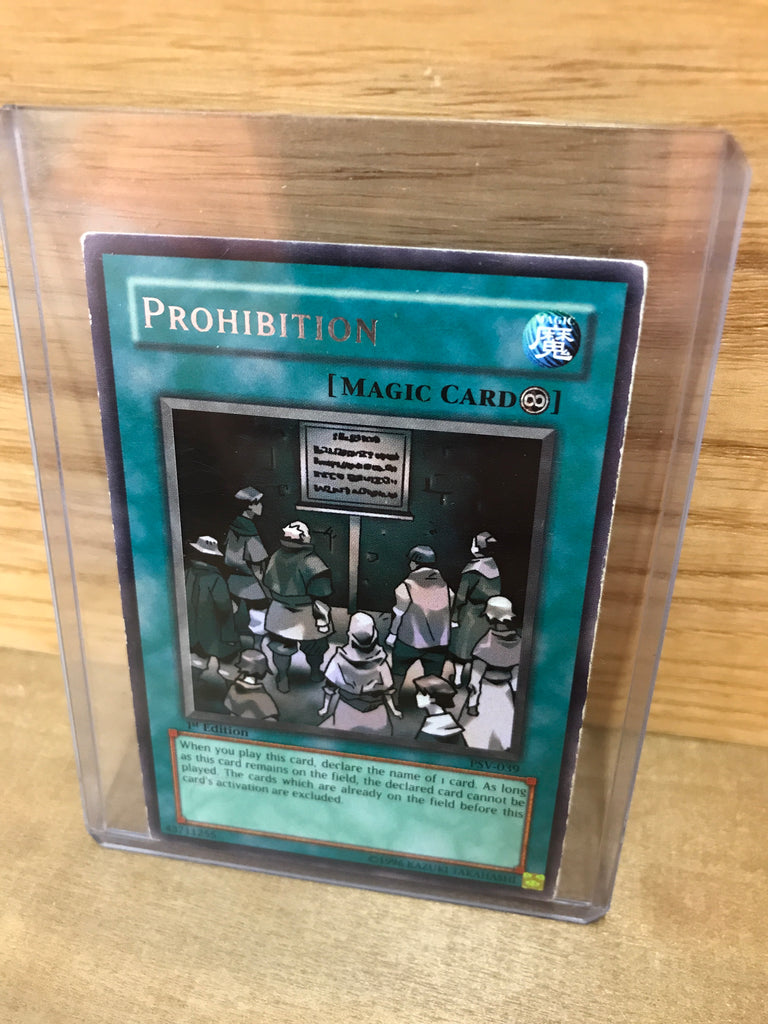 PROHIBITION
MAGIC
魔
[MAGIC CARD∞]
1st Edition
PSV-039
When you play this card, declare the name of 1 card. As long
as this card remains on the field, the declared card cannot be
played. The cards which are already on the field before this
card's activation are excluded.
43711255
©1996 KAZUKI TAKAHASHI